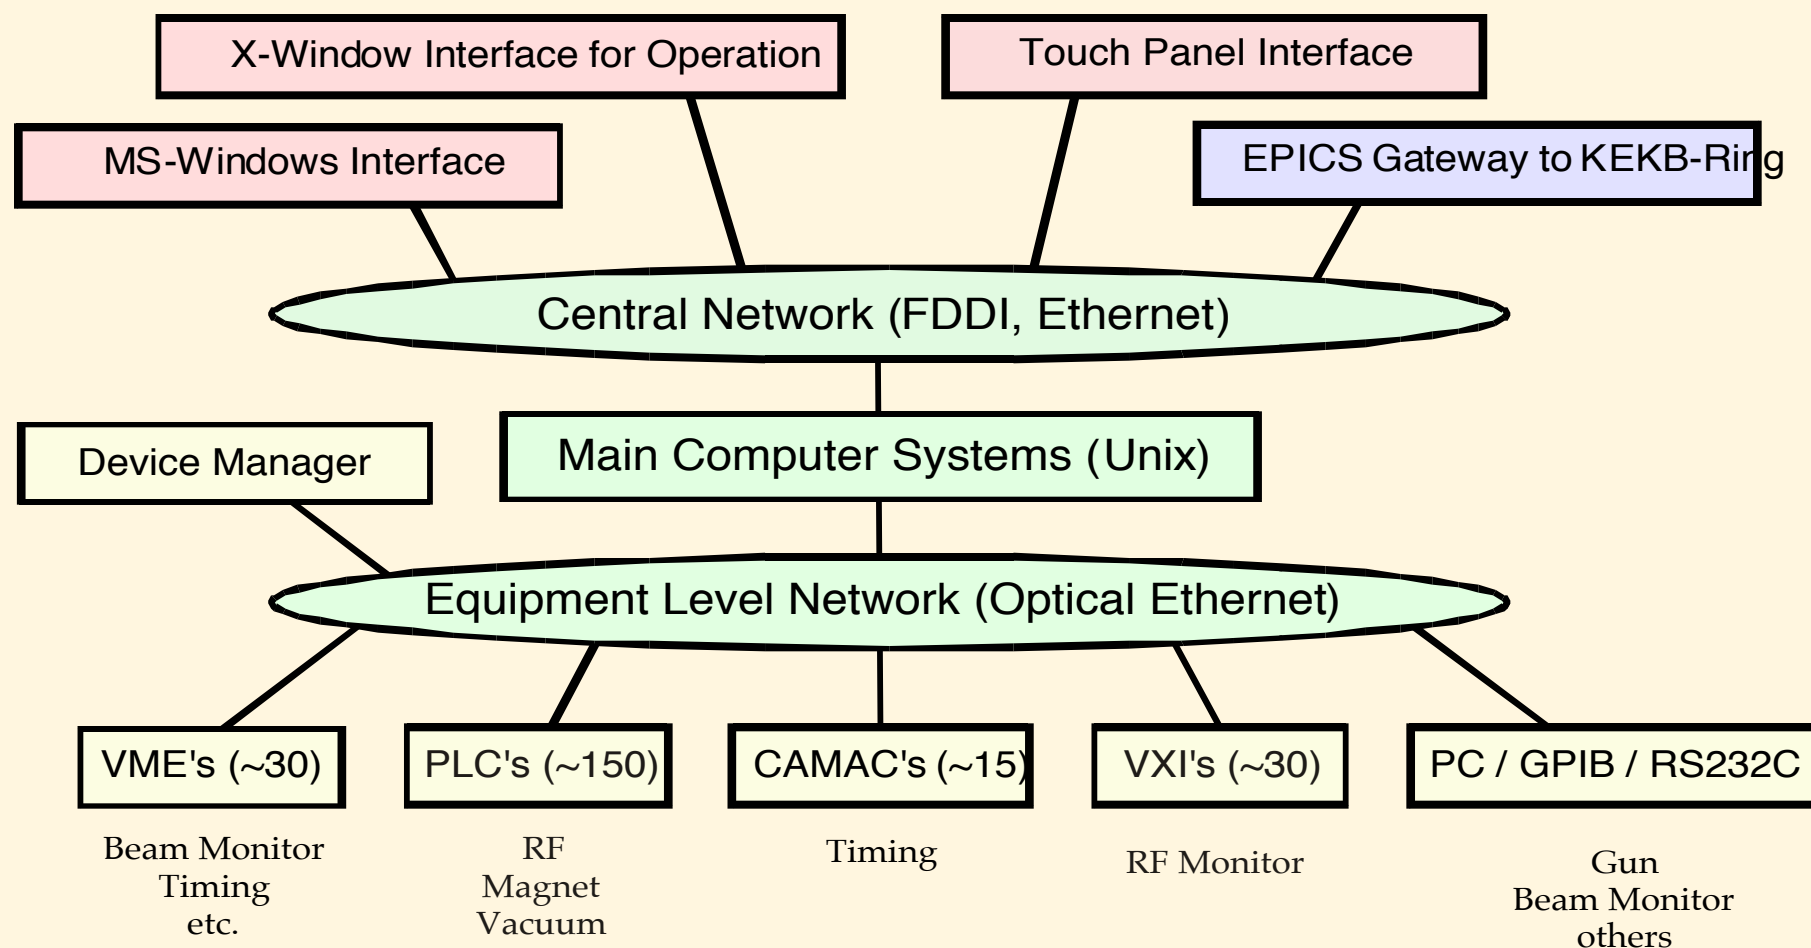 X-Window Interface for Operation
Touch Panel Interface
MS-Windows Interface
EPICS Gateway to KEKB-Ring
Central Network (FDDI, Ethernet)
Device Manager
Main Computer Systems (Unix)
Equipment Level Network (Optical Ethernet)
VME's (~30)
PLC's (~150)
CAMAC's (~15)
VXI's (~30)
PC / GPIB / RS232C
Beam Monitor
Timing
etc.
RF
Magnet
Vacuum
Timing
RF Monitor
Gun
Beam Monitor
others